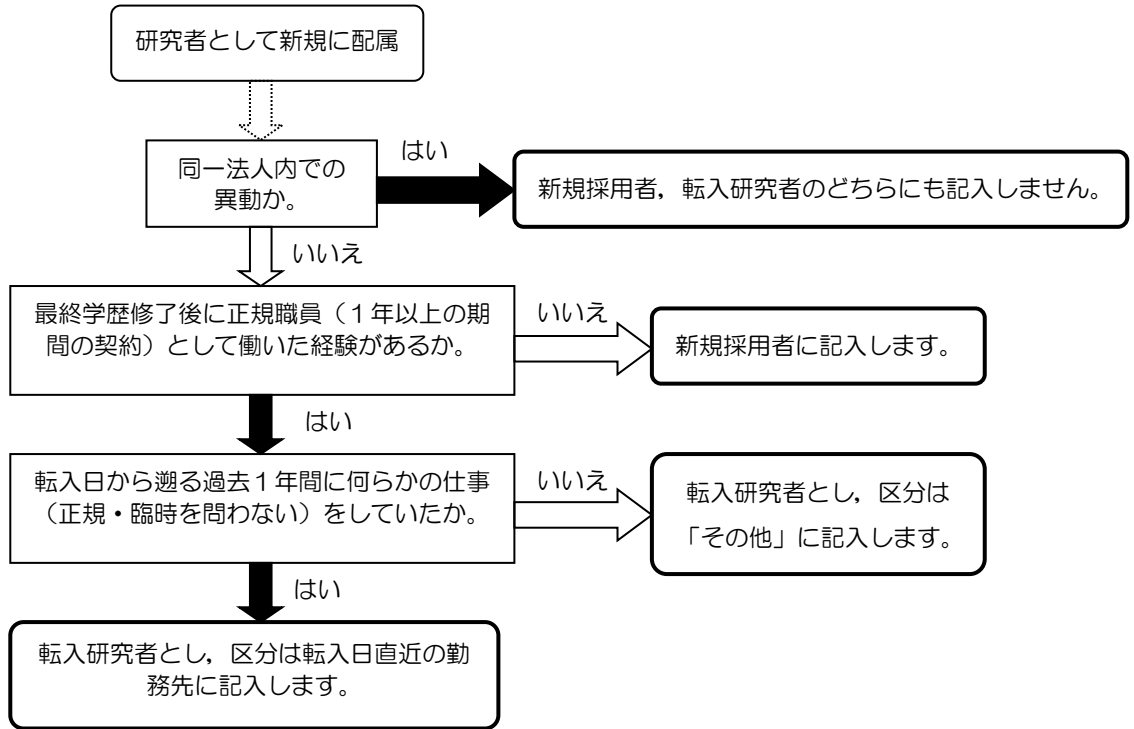 研究者として新規に配属
同一法人内での
異動か。
はい
新規採用者，転入研究者のどちらにも記入しません。
いいえ
最終学歴修了後に正規職員（１年以上の期
間の契約）として働いた経験があるか。
いいえ
新規採用者に記入します。
はい
転入日から遡る過去１年間に何らかの仕事
（正規・臨時を問わない）をしていたか。
いいえ
転入研究者とし，区分は
「その他」に記入します。
はい
転入研究者とし，区分は転入日直近の勤
務先に記入します。